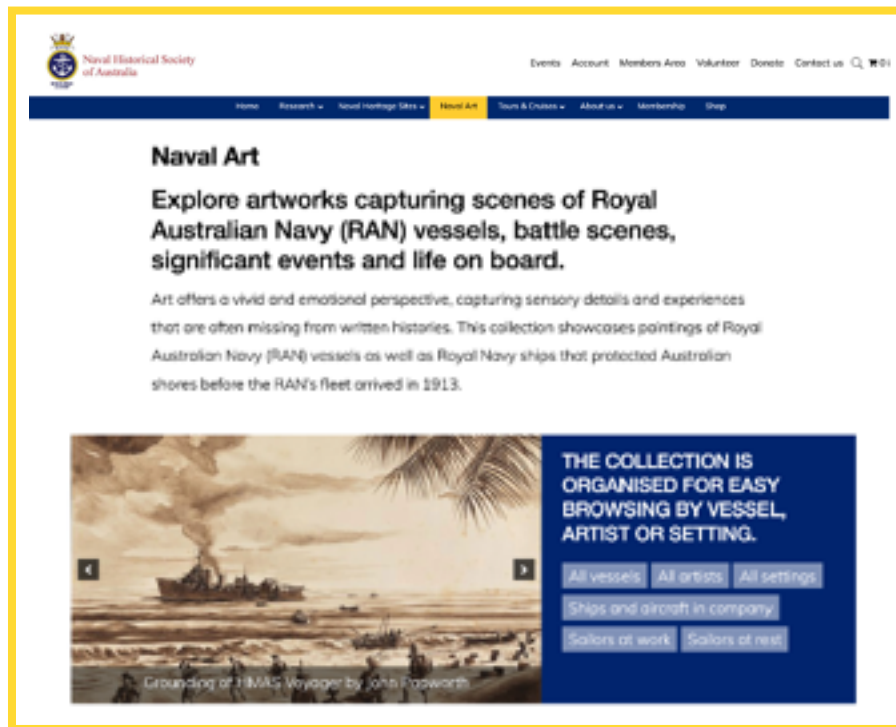 Naval Historical Society
of Australia
Events Account Members Area Volunteer Donate Contact us 0
Home Research Naval Heritage Sites Naval Art Tours & Cruises About us Membership Shop
Naval Art
Explore artworks capturing scenes of Royal
Australian Navy (RAN) vessels, battle scenes,
significant events and life on board.
Art offers a vivid and emotional perspective, capturing sensory details and experiences
that are often missing from written histories. This collection showcases paintings of Royal
Australian Navy (RAN) vessels as well as Royal Navy ships that protected Australian
shores before the RAN's fleet arrived in 1913.
THE COLLECTION IS
ORGANISED FOR EASY
BROWSING BY VESSEL,
ARTIST OR SETTING.
All vessels All artists All settings
Ships and aircraft in company
Sailors at work Sailors at rest
Grounding of HMAS Voyager by John Papworth